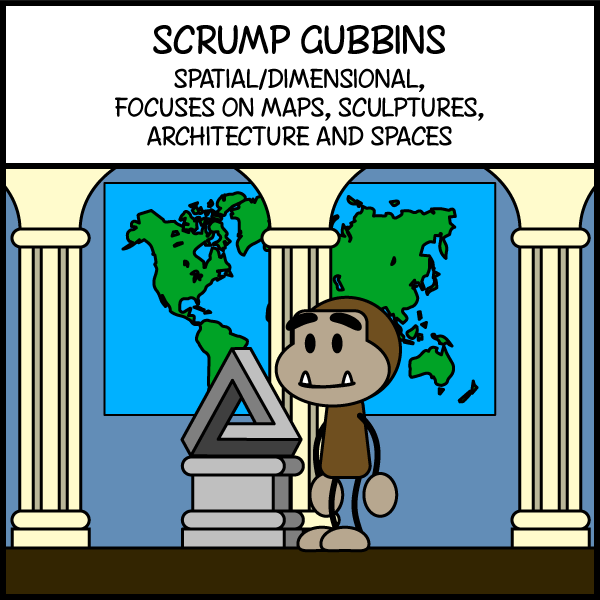 SCRUMP GUBBINS
SPATIAL/DIMENSIONAL,
FOCUSES ON MAPS, SCULPTURES,
ARCHITECTURE AND SPACES